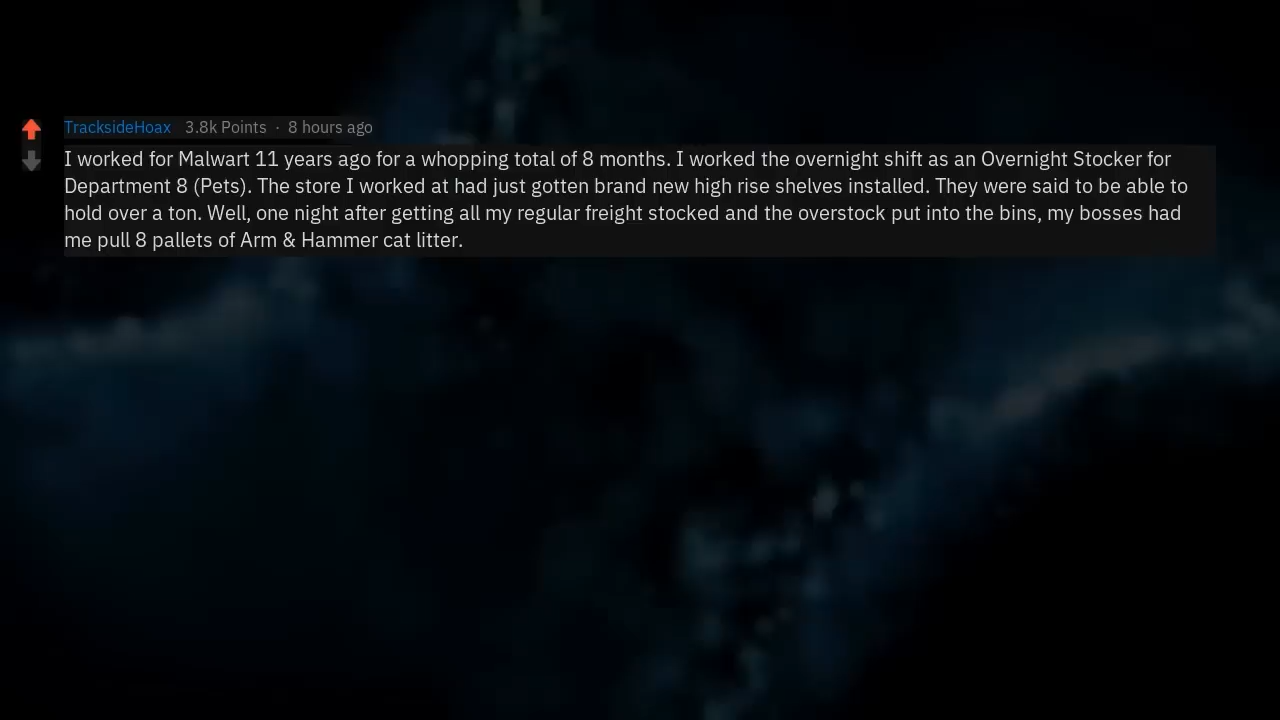 TracksideHoax 3.8k Points · 8 hours ago
I worked for Malwart 11 years ago for a whopping total of 8 months. I worked the overnight shift as an Overnight Stocker for
Department 8 (Pets). The store I worked at had just gotten brand new high rise shelves installed. They were said to be able to
hold over a ton. Well, one night after getting all my regular freight stocked and the overstock put into the bins, my bosses had
me pull 8 pallets of Arm & Hammer cat litter.